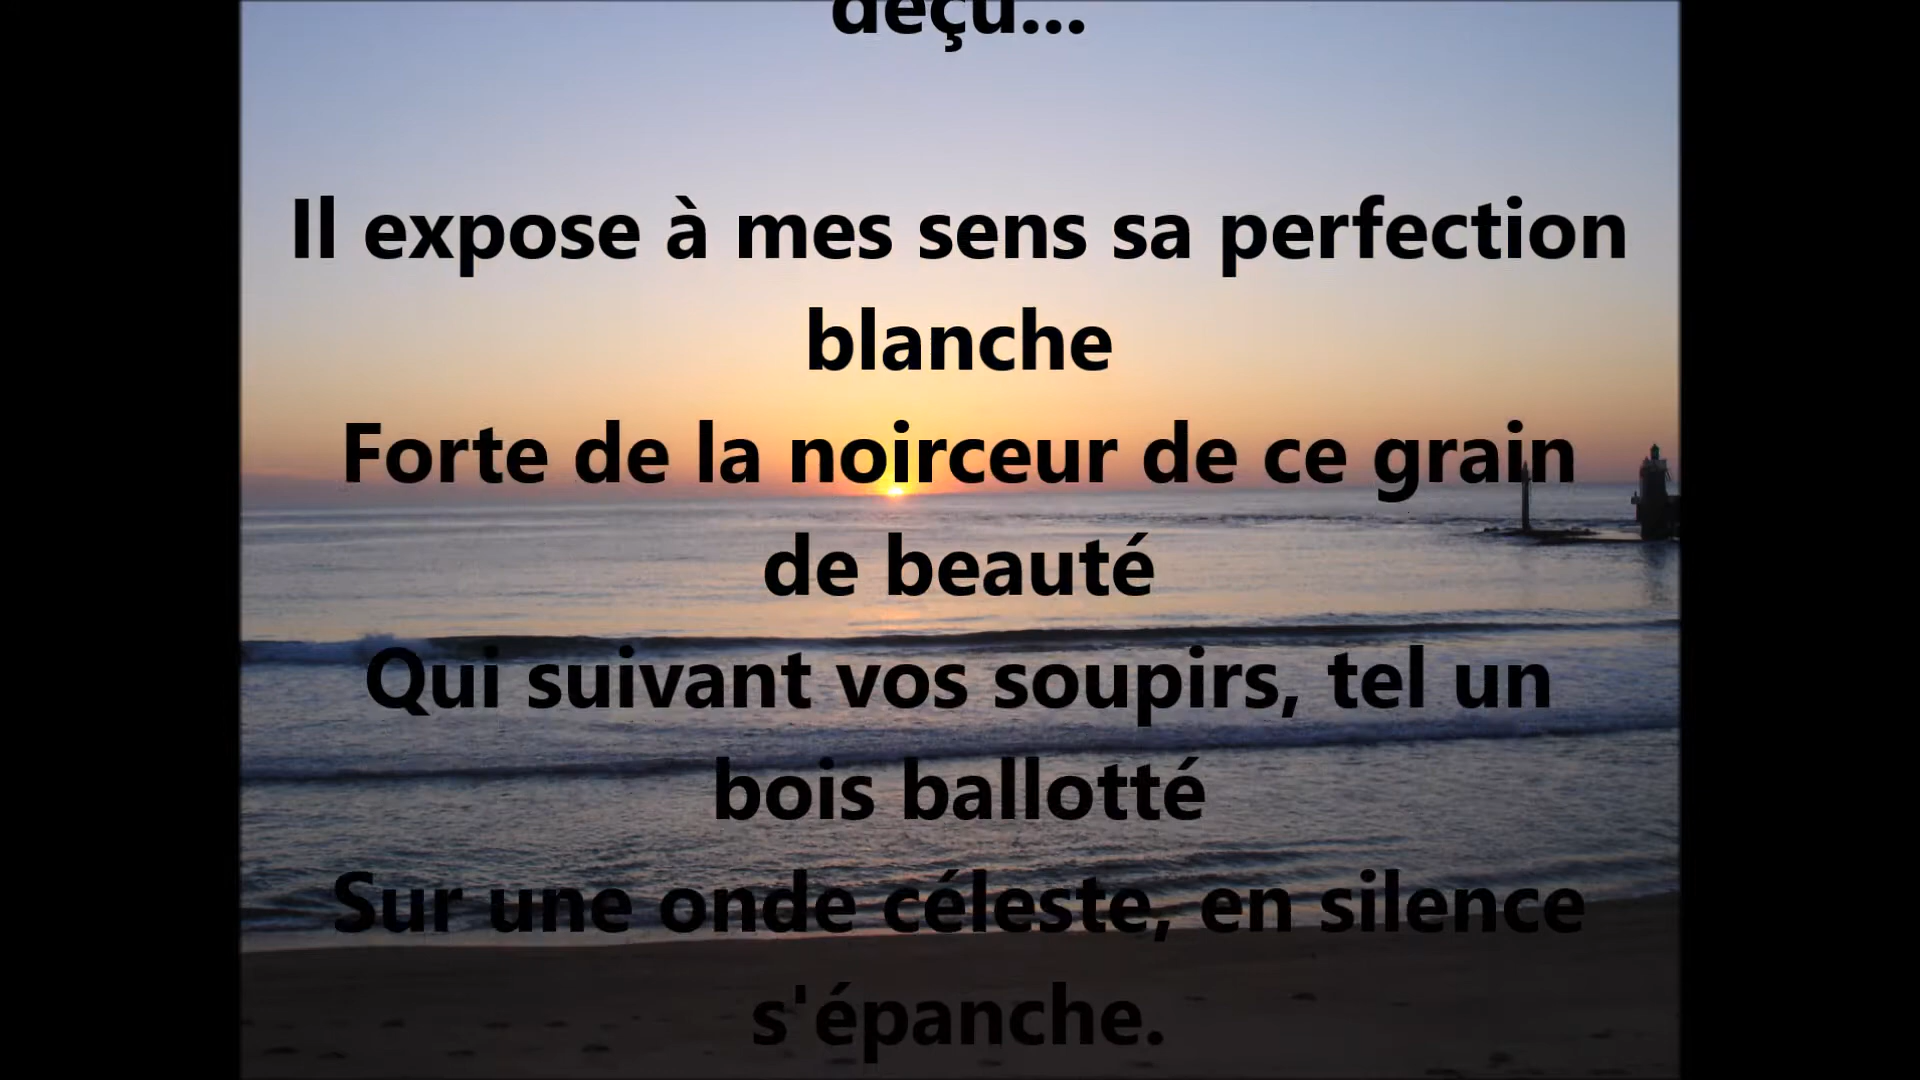 deçu...
Il expose à mes sens sa perfection
blanche
Forte de la noirceur de ce grain
de beauté
Qui suivant vos soupirs, tel un
bois ballotté
Sur une onde céleste, en silence
s'épanche.